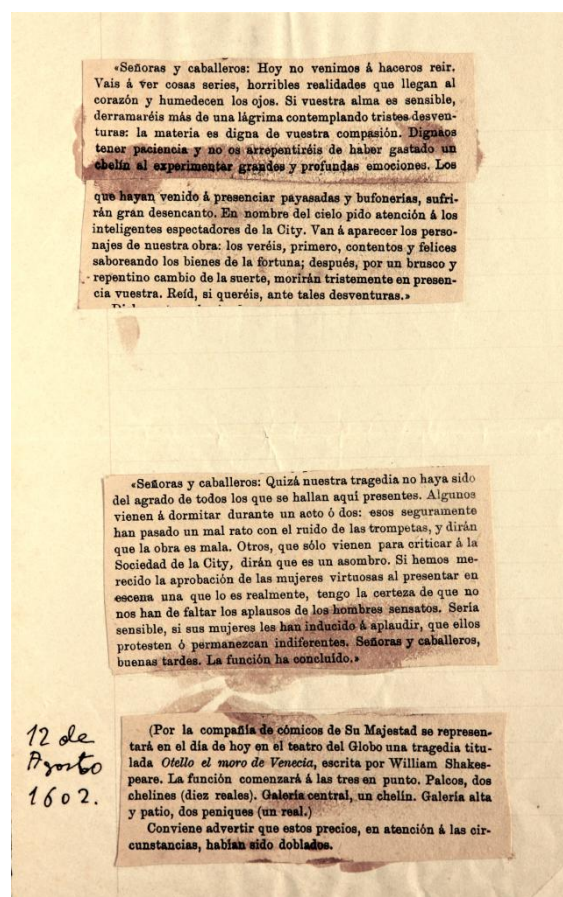 «Señoras y caballeros: Hoy no venimos á haceros reir.
Vais á ver cosas series, horribles realidades que llegan al
corazón y humedecen los ojos. Si vuestra alma es sensible,
derramaréis más de una lágrima contemplando tristes desven-
turas: la materia es digna de vuestra compasión. Dignaos
tener paciencia y no os arrepentiréis de haber gastado un
chelín al experimentar grandes y profundas emociones. Los
que hayan venido á presenciar payasadas y bufonerias, sufri-
rán gran desencanto. En nombre del cielo pido atención á los
inteligentes espectadores de la City. Van á aparecer los perso-
najes de nuestra obra: los veréis, primero, contentos y felices
saboreando los bienes de la fortuna; después, por un brusco y
repentino cambio de la suerte, morirán tristemente en presen-
cia vuestra. Reíd, si queréis, ante tales desventuras.»
«Señoras y caballeros: Quizá nuestra tragedia no haya sido
del agrado de todos los que se hallan aquí presentes. Algunos
vienen á dormitar durante un acto ó dos: esos seguramente
han pasado un mal rato con el ruido de las trompetas, y dirán
que la obra es mala. Otros, que sólo vienen para criticar á la
Sociedad de la City, dirán que es un asombro. Si hemos me-
recido la aprobación de las mujeres virtuosas al presentar en
escena una que lo es realmente, tengo la certeza de que no
nos han de faltar los aplausos de los hombres sensatos. Sería
sensible, si sus mujeres les han inducido á aplaudir, que ellos
protesten ó permanezcan indiferentes. Señoras y caballeros,
buenas tardes. La función ha concluído.»
12 de
Agosto
1602.
(Por la compañía de cómicos de Su Majestad se represen-
tará en el día de hoy en el teatro del Globo una tragedia titu-
lada Otello el moro de Venecia, escrita por William Shakes-
peare. La función comenzará á las tres en punto. Palcos, dos
chelines (diez reales). Galería central, un chelín. Galería alta
y patio, dos peniques (un real.)
Conviene advertir que estos precios, en atención á las cir-
cunstancias, habían sido doblados.